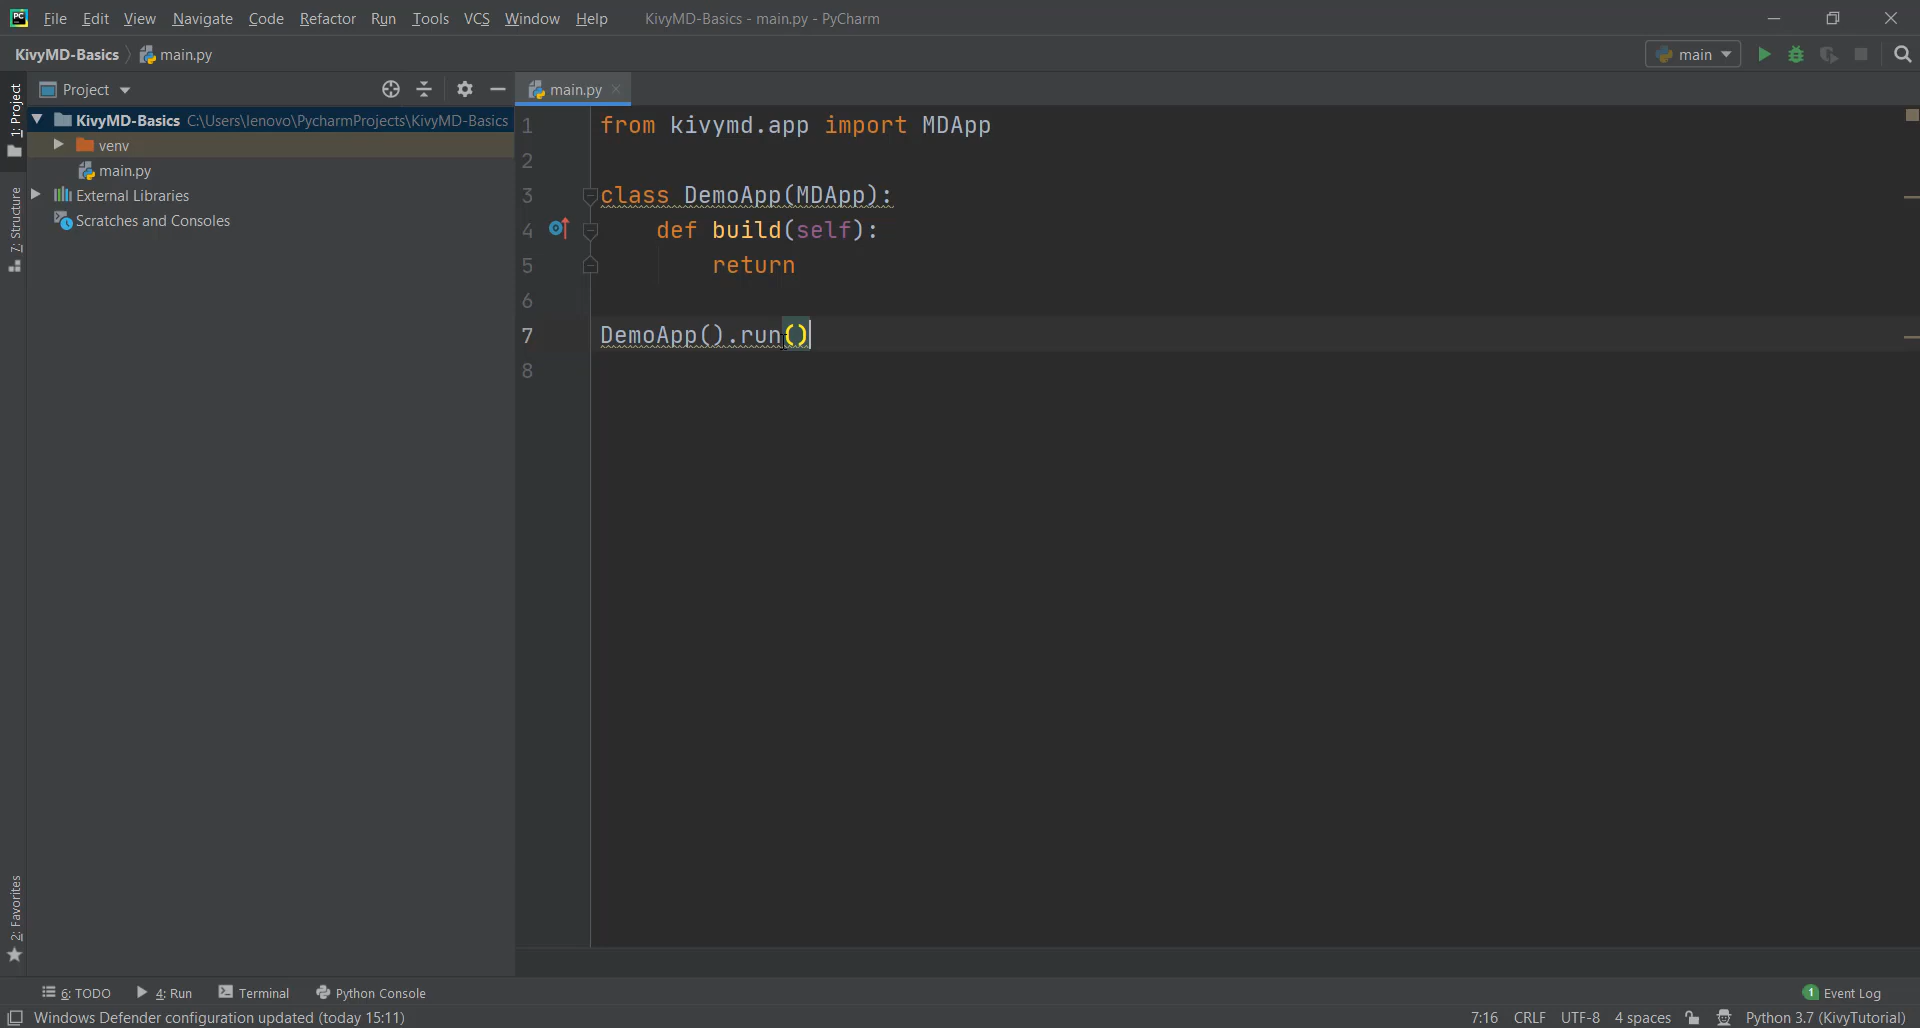 PC File Edit View Navigate Code Refactor Run Tools VCS Window Help KivyMD-Basics - main.py - PyCharm
KivyMD-Basics main.py main
Project main.py
1: Project
7: Structure
2: Favorites
KivyMD-Basics C:\Users\lenovo\PycharmProjects\KivyMD-Basics
venv
main.py
External Libraries
Scratches and Consoles
1 from kivymd.app import MDApp
2
3 class DemoApp(MDApp):
4 def build(self):
5 return
6
7 DemoApp().run()
8
6: TODO 4: Run Terminal Python Console 1 Event Log
Windows Defender configuration updated (today 15:11) 7:16 CRLF UTF-8 4 spaces Python 3.7 (KivyTutorial)